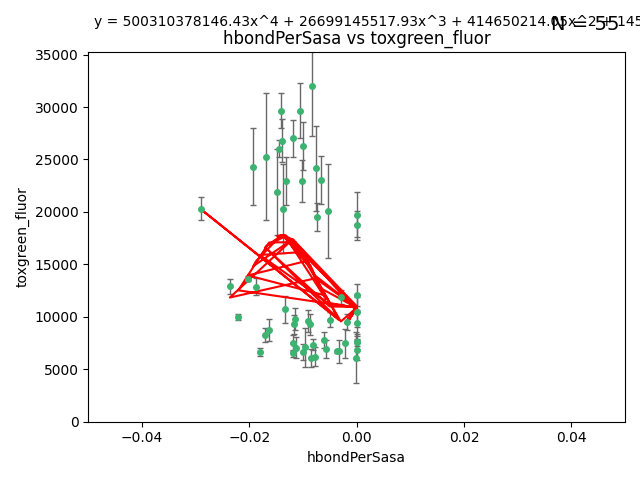 y = 500310378146.43x^4 + 26699145517.93x^3 + 414650214.05x^2 + 145
N = 55
hbondPerSasa vs toxgreen_fluor
35000
30000
25000
20000
15000
10000
5000
0
toxgreen_fluor
−0.04
−0.02
0.00
0.02
0.04
hbondPerSasa